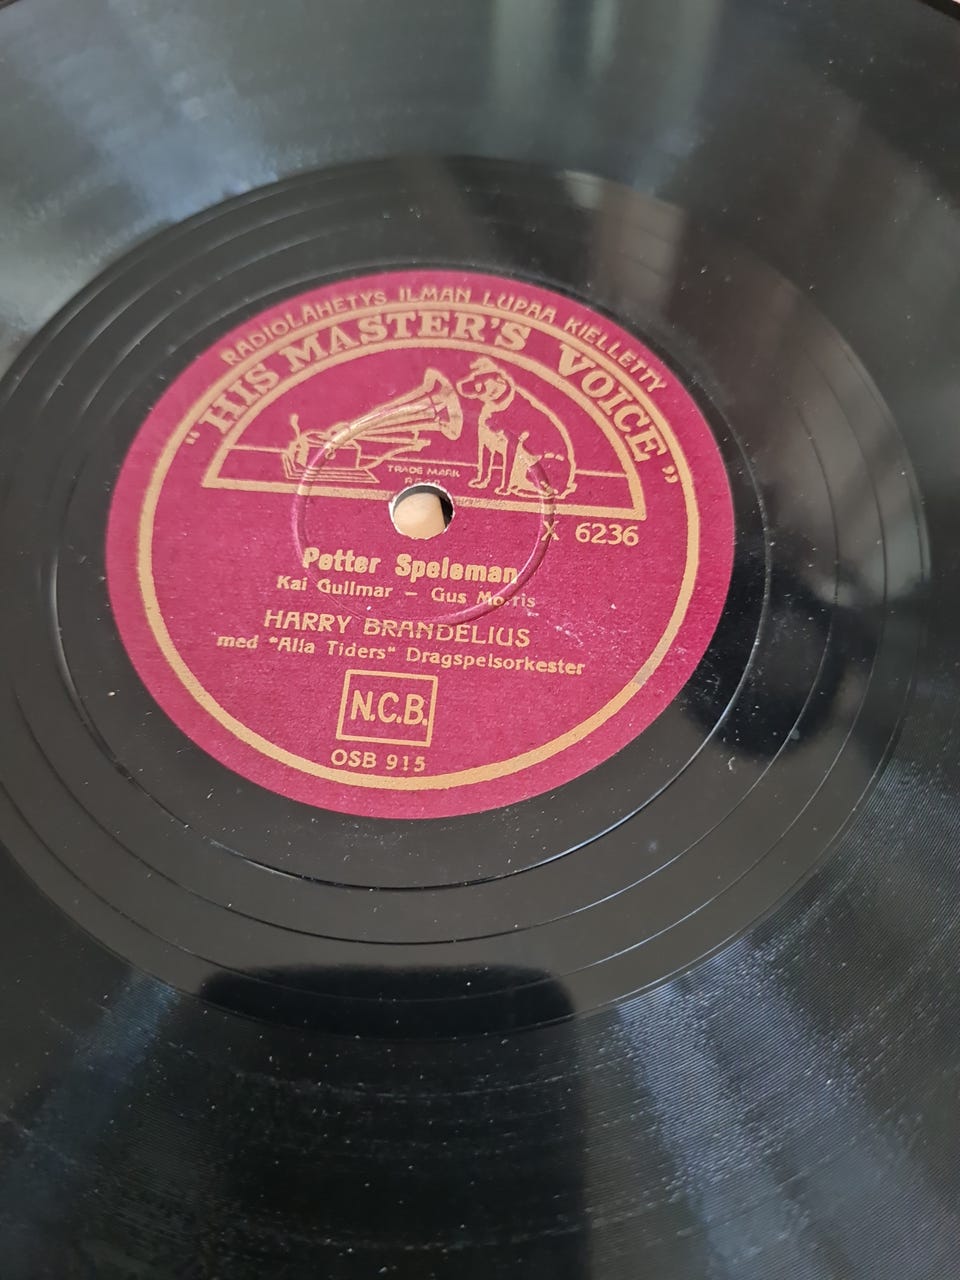 RADIOLÄHETYS ILMAN LUPAA KIELLETTY
"HIS MASTER'S VOICE"
TRADE MARK
X 6236
Petter Speleman
Kai Gullmar – Gus Morris
HARRY BRANDELIUS
med "Alla Tiders" Dragspelsorkester
N.C.B.
OSB 915